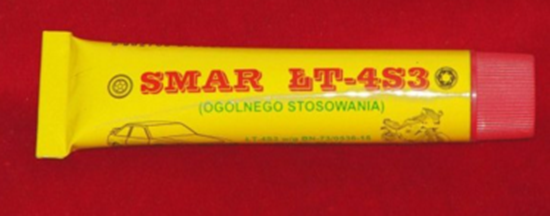 SMAR ŁT-4S3
(OGÓLNEGO STOSOWANIA)